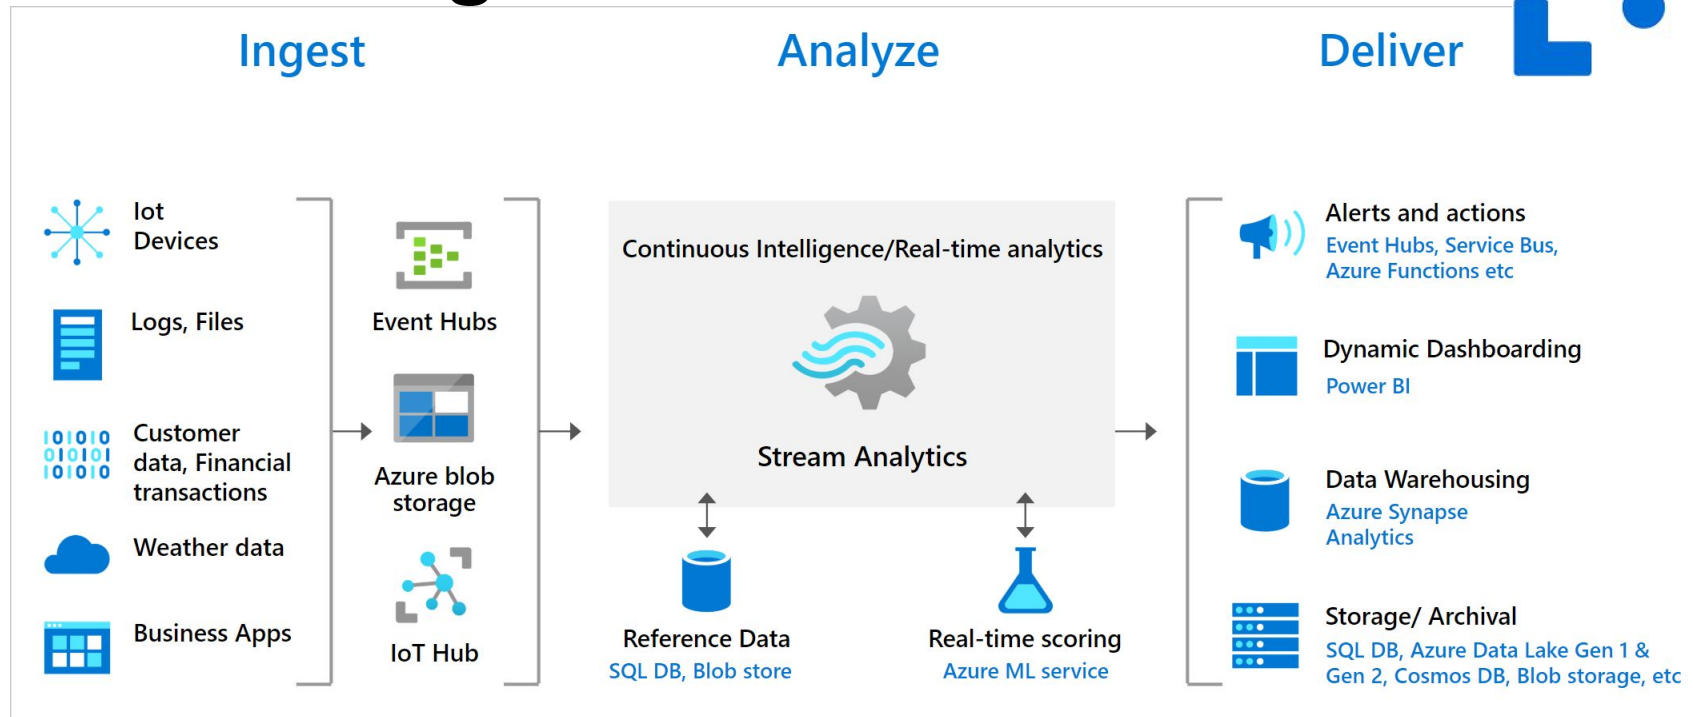 Ingest
Analyze
Deliver
Iot
Devices
Logs, Files
Customer
data, Financial
transactions
Weather data
Business Apps
Event Hubs
Azure blob
storage
IoT Hub
Continuous Intelligence/Real-time analytics
Stream Analytics
Reference Data
SQL DB, Blob store
Real-time scoring
Azure ML service
Alerts and actions
Event Hubs, Service Bus,
Azure Functions etc
Dynamic Dashboarding
Power BI
Data Warehousing
Azure Synapse
Analytics
Storage/ Archival
SQL DB, Azure Data Lake Gen 1 &
Gen 2, Cosmos DB, Blob storage, etc